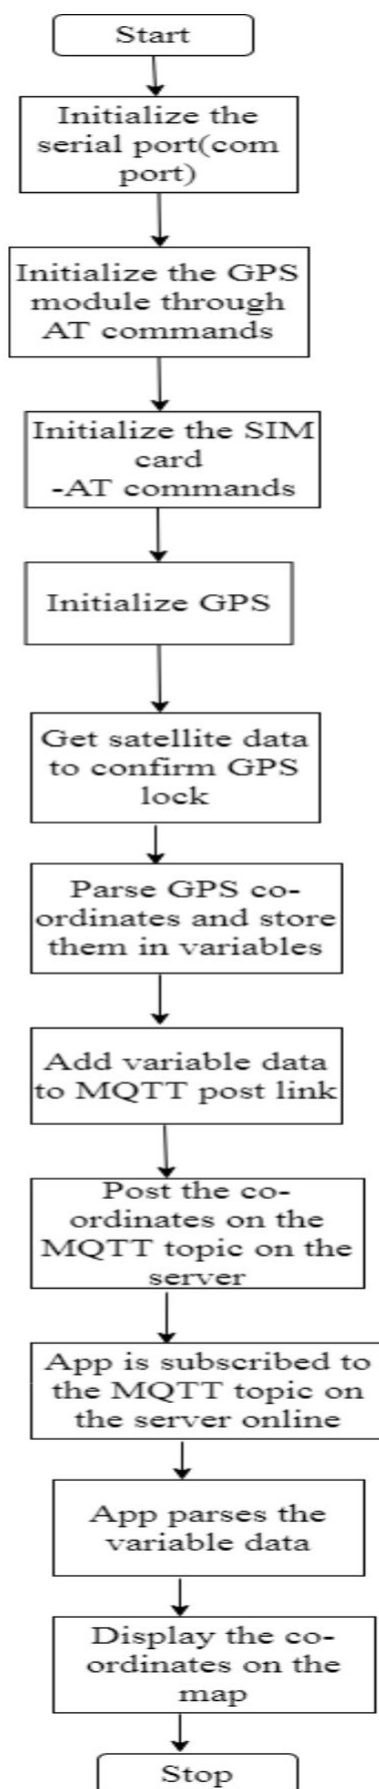 Start
Initialize the
serial port(com
port)
Initialize the GPS
module through
AT commands
Initialize the SIM
card
-AT commands
Initialize GPS
Get satellite data
to confirm GPS
lock
Parse GPS co-
ordinates and store
them in variables
Add variable data
to MQTT post link
Post the co-
ordinates on the
MQTT topic on the
server
App is subscribed to
the MQTT topic on
the server online
App parses the
variable data
Display the co-
ordinates on the
map
Stop